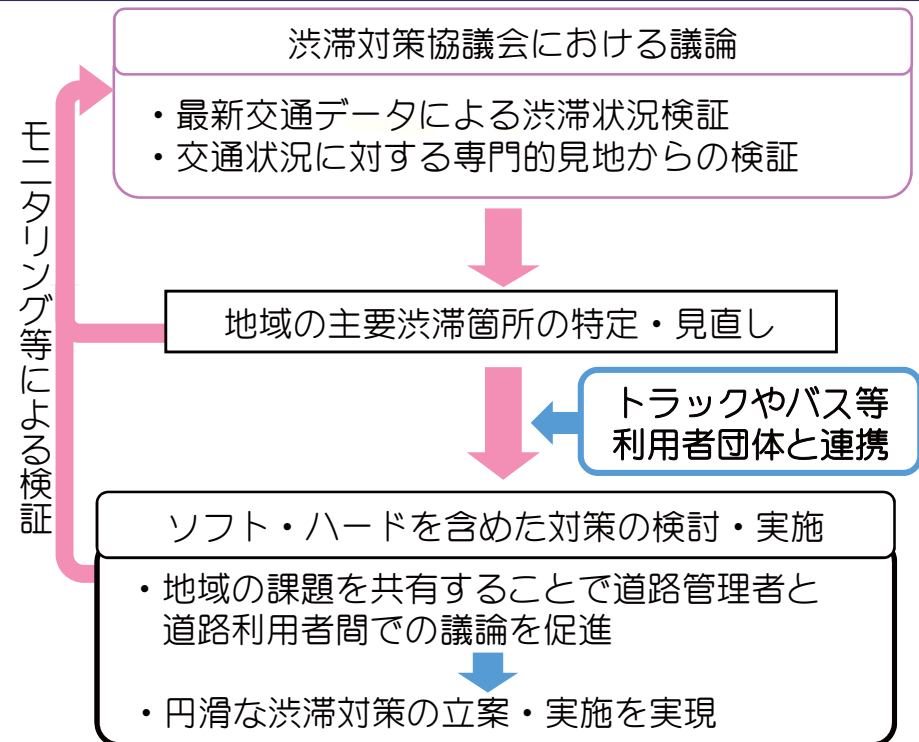 渋滞対策協議会における議論
・最新交通データによる渋滞状況検証
・交通状況に対する専門的見地からの検証
モニタリング等による検証
地域の主要渋滞箇所の特定・見直し
トラックやバス等
利用者団体と連携
ソフト・ハードを含めた対策の検討・実施
・地域の課題を共有することで道路管理者と
道路利用者間での議論を促進
・円滑な渋滞対策の立案・実施を実現